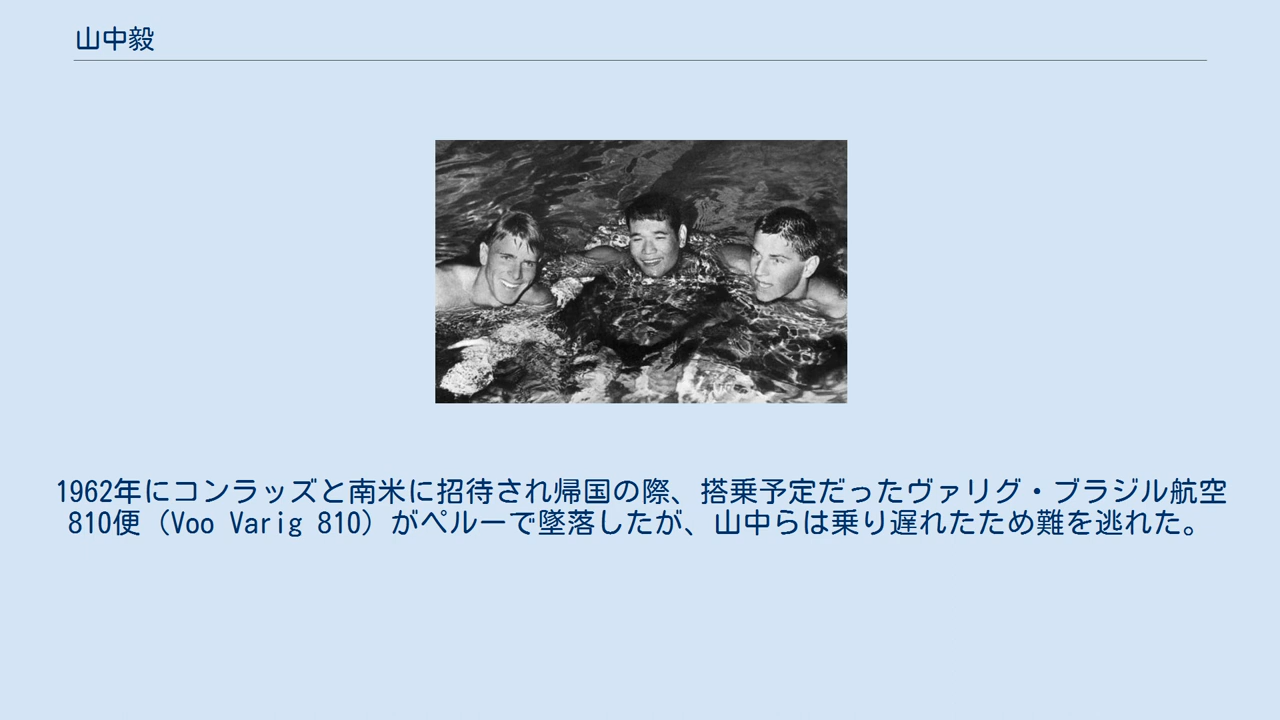 山中毅
1962年にコンラッズと南米に招待され帰国の際、搭乗予定だったヴァリグ・ブラジル航空
810便（Voo Varig 810）がペルーで墜落したが、山中らは乗り遅れたため難を逃れた。